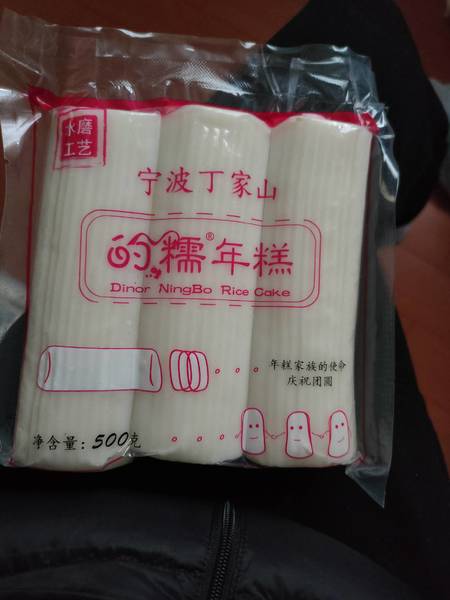 水磨
工艺
宁波丁家山
的糯®年糕
Dinor NingBo Rice Cake
年糕家族的使命
庆祝团圆
净含量：500克